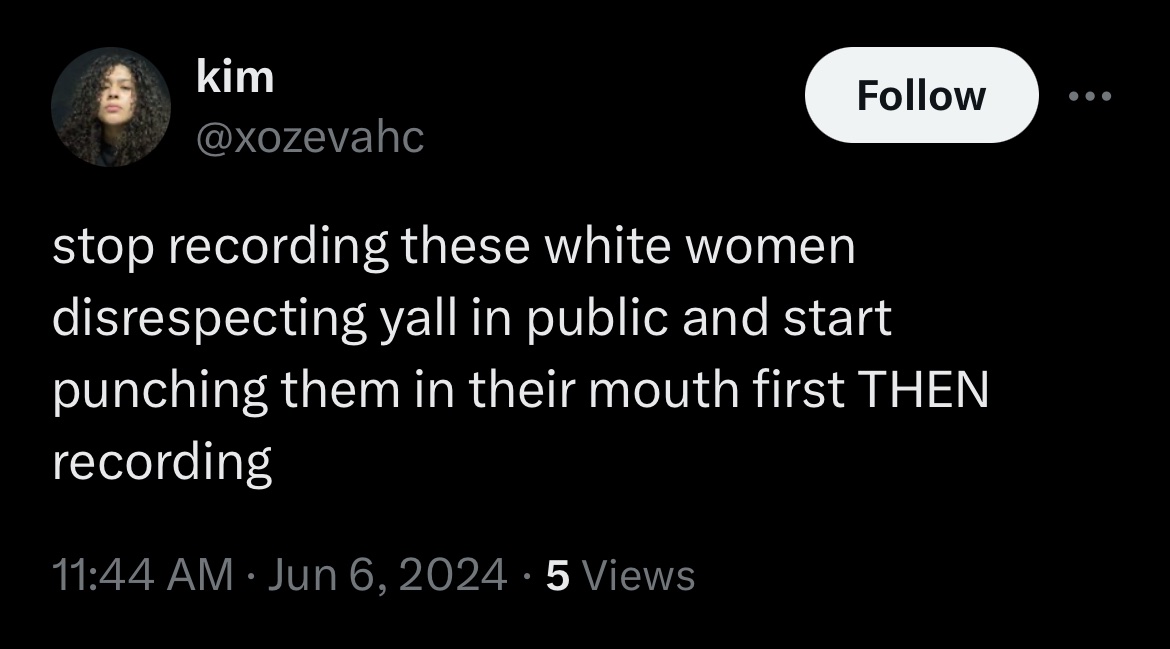 kim
@xozevahc
Follow
stop recording these white women
disrespecting yall in public and start
punching them in their mouth first THEN
recording
11:44 AM · Jun 6, 2024 · 5 Views